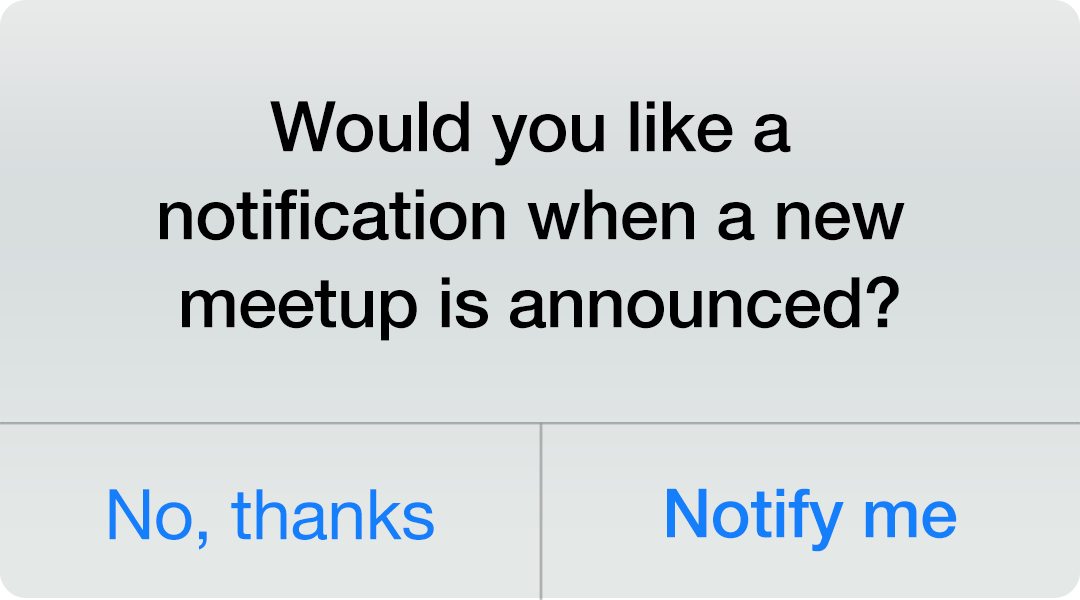 Would you like a
notification when a new
meetup is announced?
No, thanks
Notify me